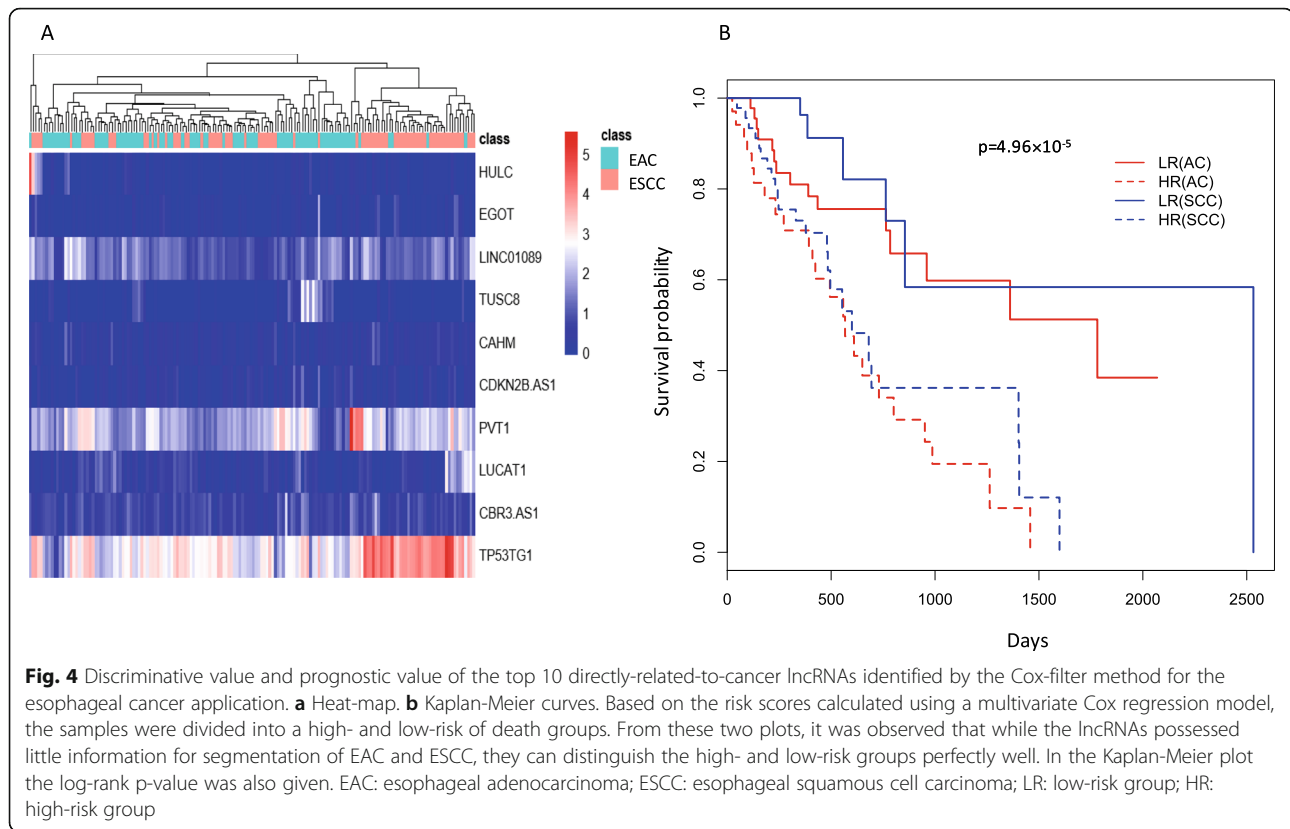 A
class
HULC
EGOT
LINC01089
TUSC8
CAHM
CDKN2B.AS1
PVT1
LUCAT1
CBR3.AS1
TP53TG1
5
4
3
2
1
0
class
EAC
ESCC
B
p=4.96×10⁻⁵
LR(AC)
HR(AC)
LR(SCC)
HR(SCC)
Survival probability
1.0
0.8
0.6
0.4
0.2
0.0
0 500 1000 1500 2000 2500
Days
Fig. 4 Discriminative value and prognostic value of the top 10 directly-related-to-cancer lncRNAs identified by the Cox-filter method for the
esophageal cancer application. a Heat-map. b Kaplan-Meier curves. Based on the risk scores calculated using a multivariate Cox regression model,
the samples were divided into a high- and low-risk of death groups. From these two plots, it was observed that while the lncRNAs possessed
little information for segmentation of EAC and ESCC, they can distinguish the high- and low-risk groups perfectly well. In the Kaplan-Meier plot
the log-rank p-value was also given. EAC: esophageal adenocarcinoma; ESCC: esophageal squamous cell carcinoma; LR: low-risk group; HR:
high-risk group